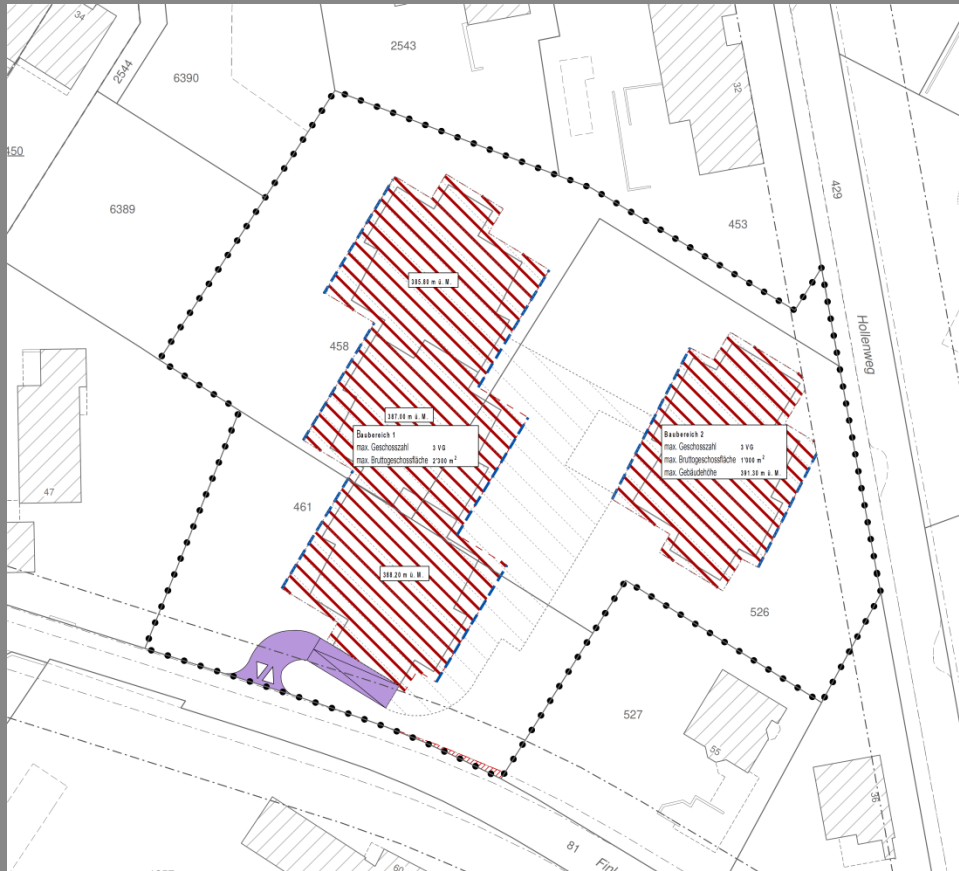 34
2543
2544
6390
32
450
6389
429
453
385.80 m ü. M.
Hollenweg
458
387.00 m ü. M.
Baubereich 1
max. Geschosszahl 3 VG
max. Bruttogeschossfläche 2'300 m²
Baubereich 2
max. Geschosszahl 3 VG
max. Bruttogeschossfläche 1'000 m²
max. Gebäudehöhe 391.30 m ü. M.
47
461
388.20 m ü. M.
526
527
55
36
81
60